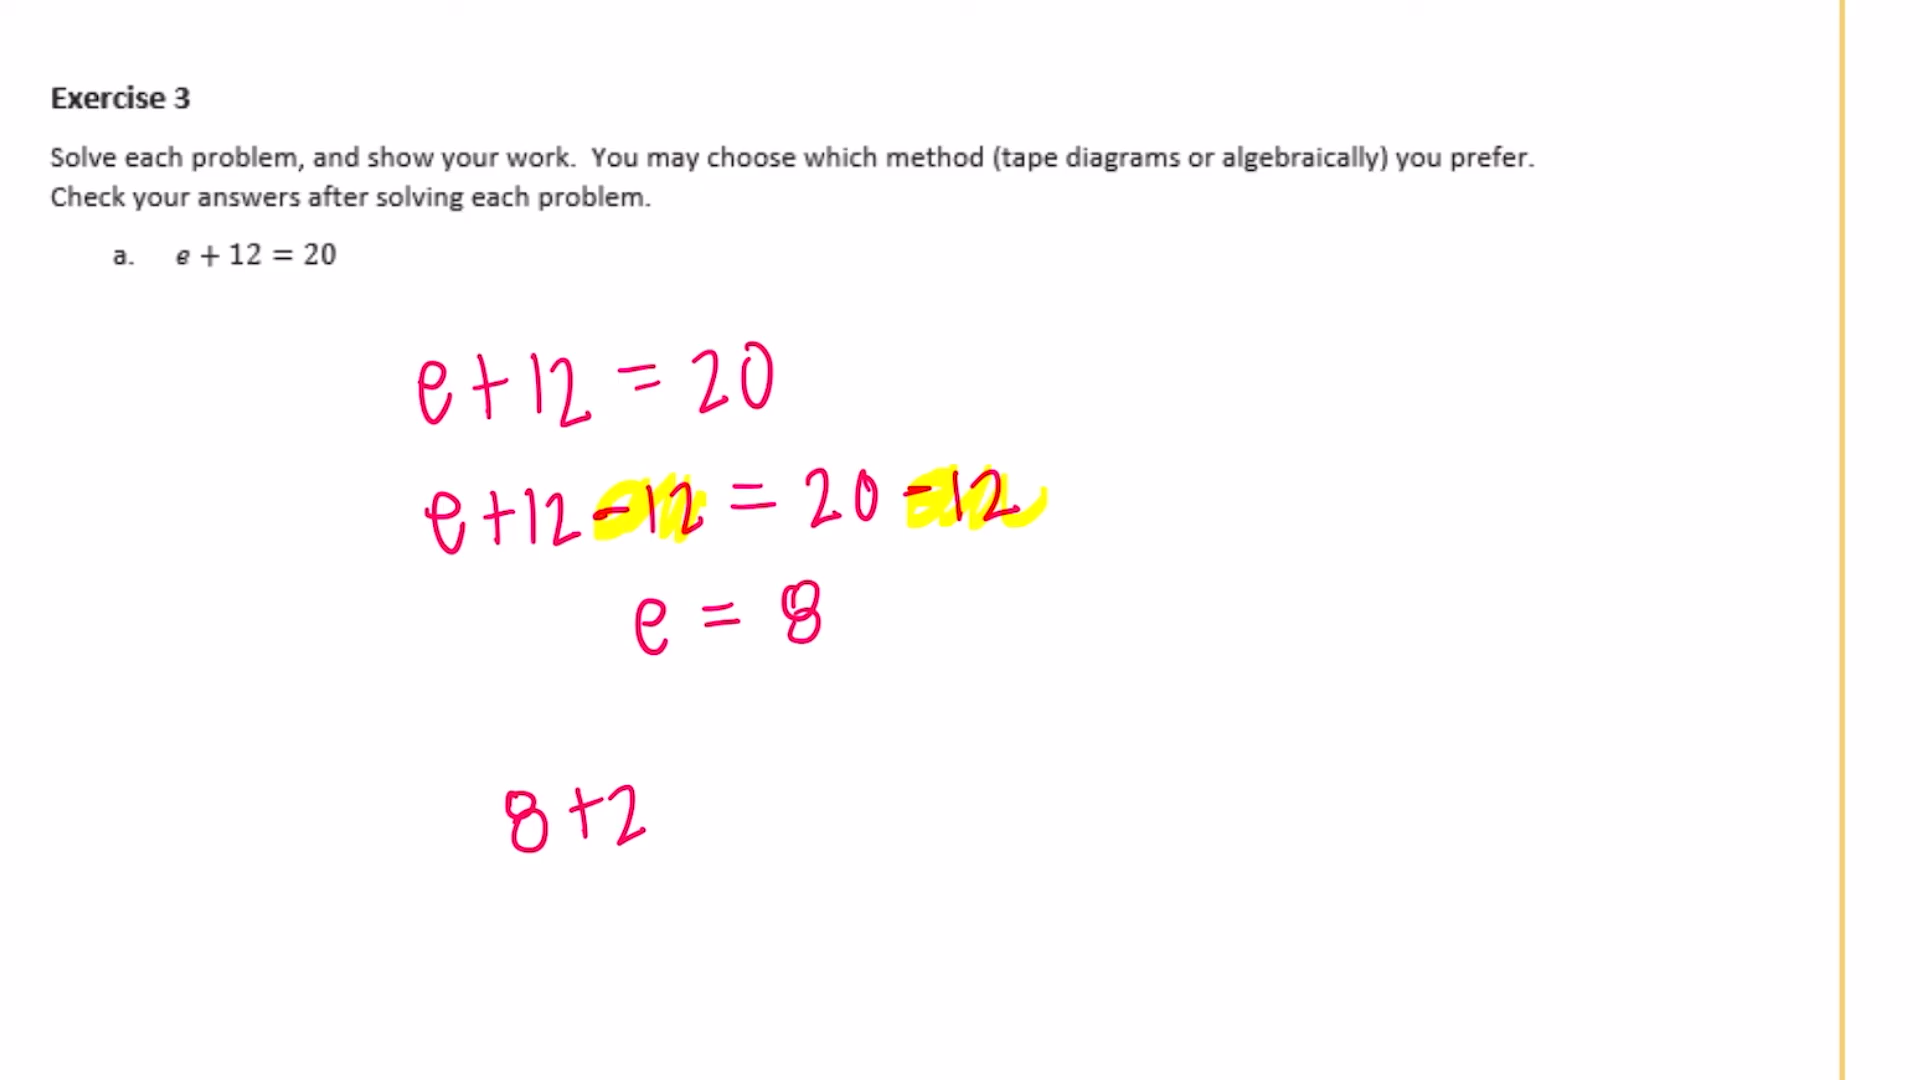 Exercise 3
Solve each problem, and show your work. You may choose which method (tape diagrams or algebraically) you prefer.
Check your answers after solving each problem.
a. e + 12 = 20
e + 12 = 20
e + 12 - 12 = 20 - 12
e = 8
8 + 2